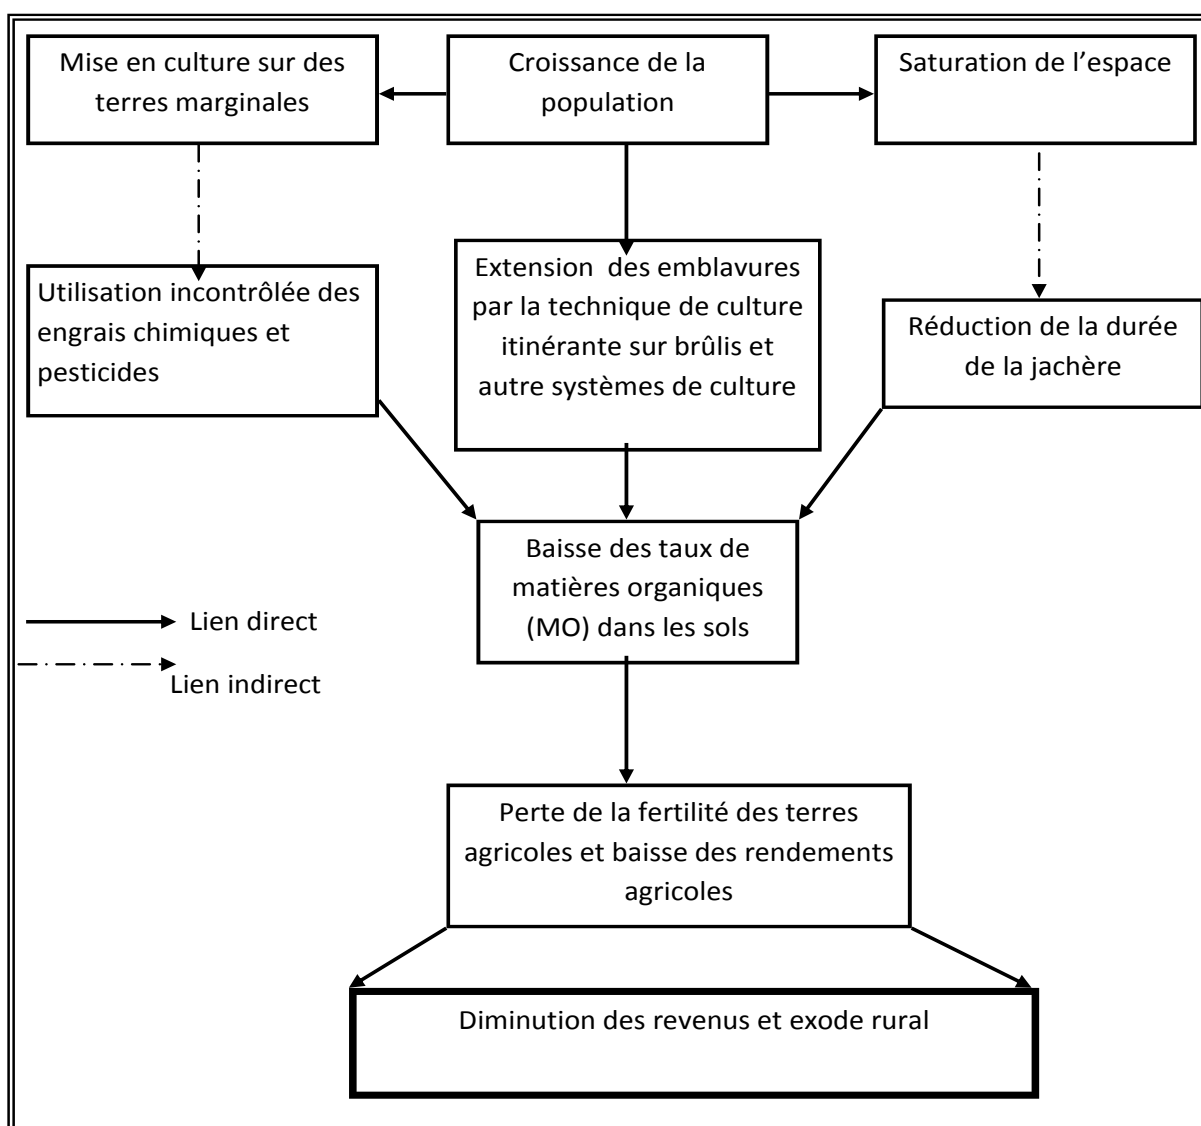 Mise en culture sur des
terres marginales
Croissance de la
population
Saturation de l’espace
Utilisation incontrôlée des
engrais chimiques et
pesticides
Extension des emblavures
par la technique de culture
itinérante sur brûlis et
autre systèmes de culture
Réduction de la durée
de la jachère
Baisse des taux de
matières organiques
(MO) dans les sols
Lien direct
Lien indirect
Perte de la fertilité des terres
agricoles et baisse des rendements
agricoles
Diminution des revenus et exode rural